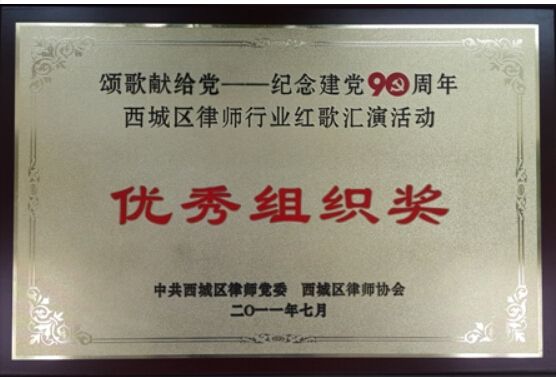 颂歌献给党——纪念建党90周年
西城区律师行业红歌汇演活动
优秀组织奖
中共西城区律师党委 西城区律师协会
二〇一一年七月